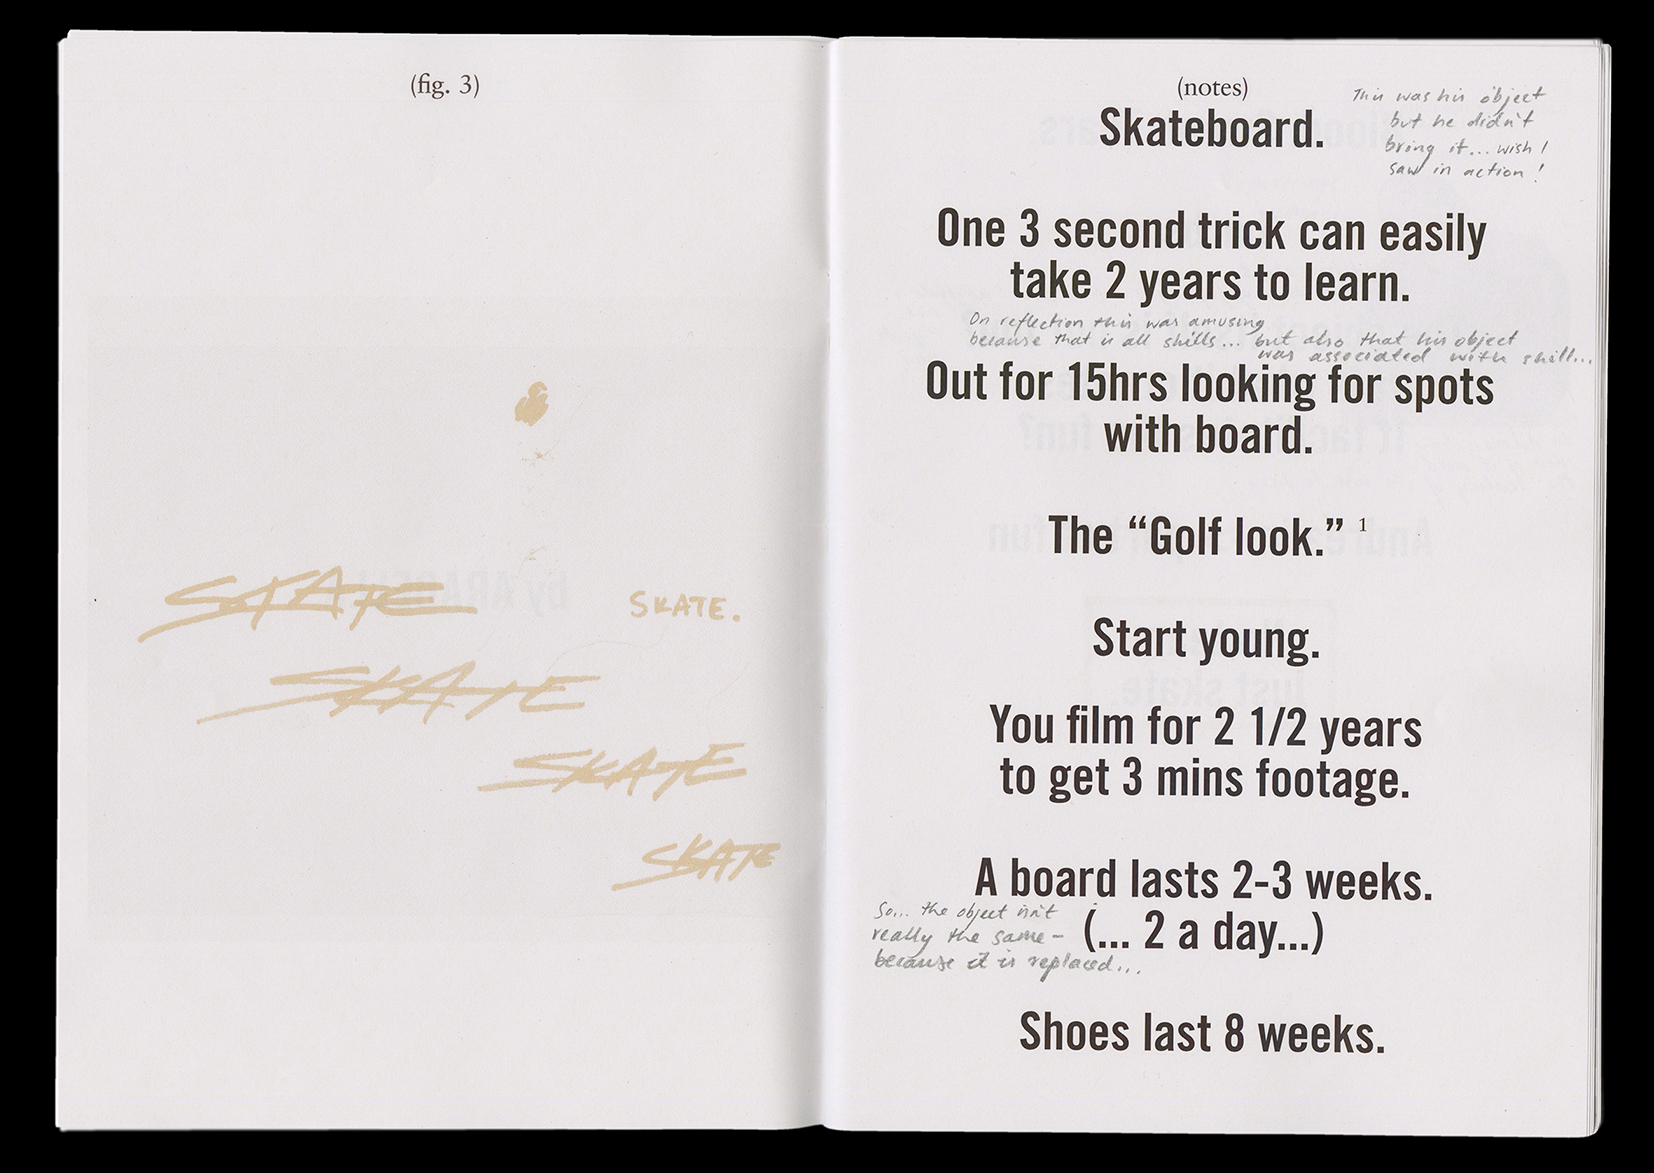 (fig. 3)
SKATE
SKATE.
SKATE
SKATE
SKATE
(notes)
Skateboard.
This was his object
but he didn't
bring it... wish I
saw in action!
One 3 second trick can easily
take 2 years to learn.
On reflection this was amusing
because that is all skills... but also that his object
was associated with skill...
Out for 15hrs looking for spots
with board.
The “Golf look.” 1
Start young.
You film for 2 1/2 years
to get 3 mins footage.
A board lasts 2-3 weeks.
(... 2 a day...)
So... the object isn't
really the same –
because it is replaced...
Shoes last 8 weeks.